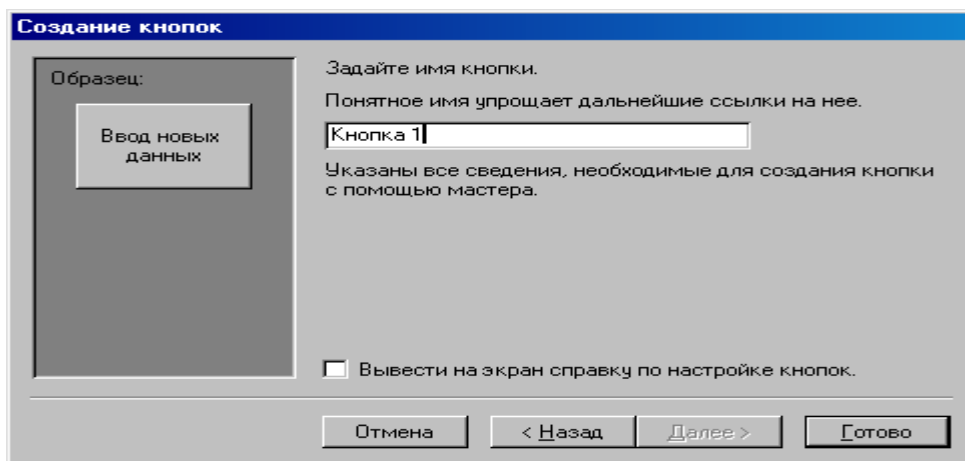 Создание кнопок
Образец:
Ввод новых
данных
Задайте имя кнопки.
Понятное имя упрощает дальнейшие ссылки на нее.
Кнопка 1
Указаны все сведения, необходимые для создания кнопки
с помощью мастера.
Вывести на экран справку по настройке кнопок.
Отмена
< Назад
Далее >
Готово